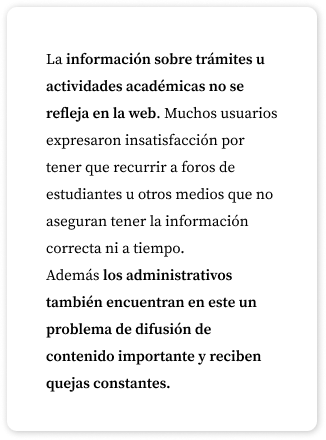 La información sobre trámites u
actividades académicas no se
refleja en la web. Muchos usuarios
expresaron insatisfacción por
tener que recurrir a foros de
estudiantes u otros medios que no
aseguran tener la información
correcta ni a tiempo.
Además los administrativos
también encuentran en este un
problema de difusión de
contenido importante y reciben
quejas constantes.